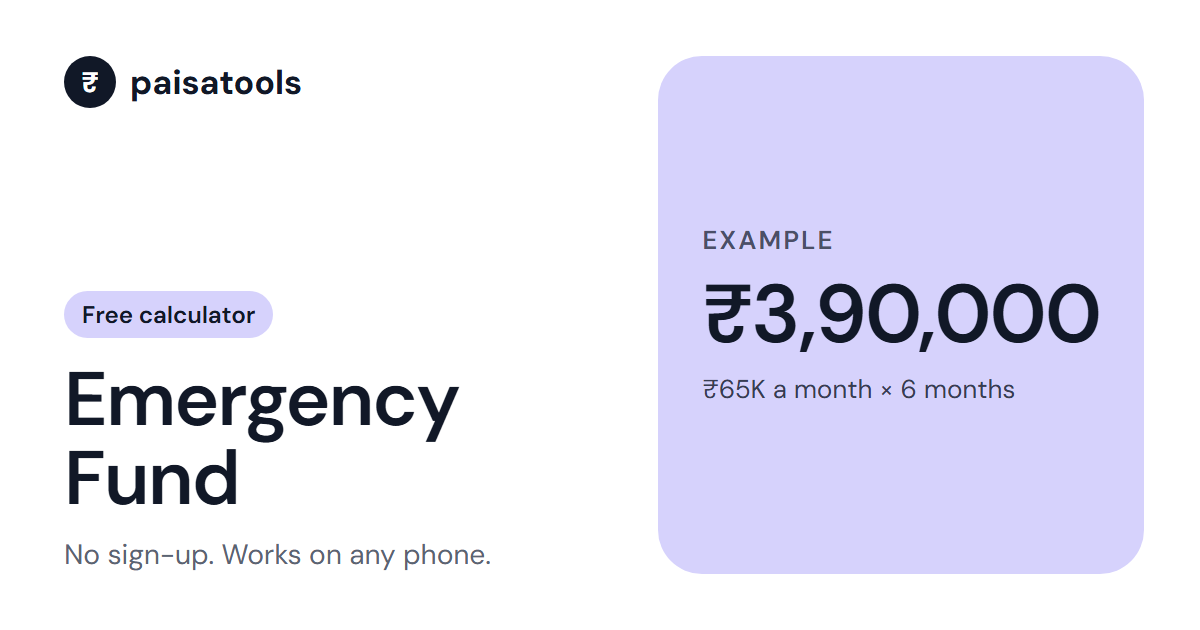 ₹ paisatools
Free calculator
Emergency
Fund
No sign-up. Works on any phone.
EXAMPLE
₹3,90,000
₹65K a month × 6 months